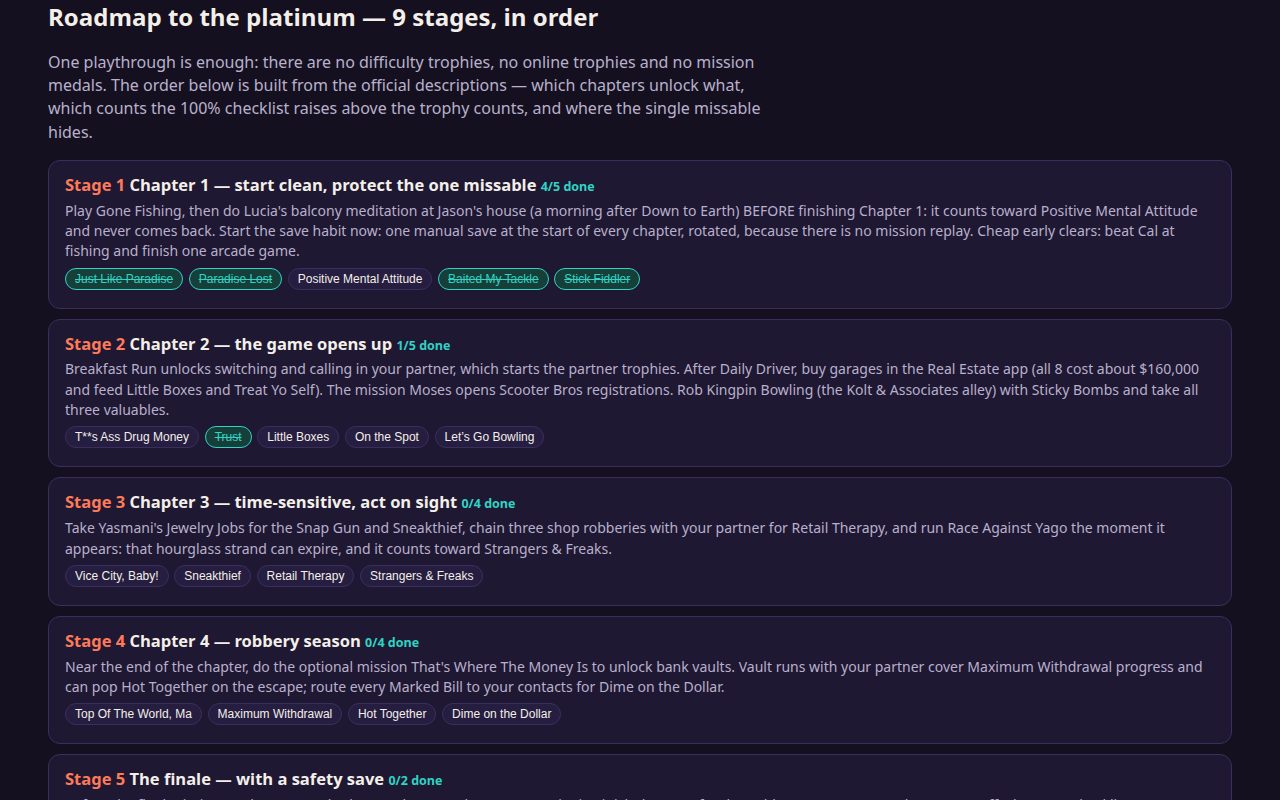 Roadmap to the platinum — 9 stages, in order
One playthrough is enough: there are no difficulty trophies, no online trophies and no mission
medals. The order below is built from the official descriptions — which chapters unlock what,
which counts the 100% checklist raises above the trophy counts, and where the single missable
hides.
Stage 1 Chapter 1 — start clean, protect the one missable 4/5 done
Play Gone Fishing, then do Lucia's balcony meditation at Jason's house (a morning after Down to Earth) BEFORE finishing Chapter 1: it counts toward Positive Mental Attitude
and never comes back. Start the save habit now: one manual save at the start of every chapter, rotated, because there is no mission replay. Cheap early clears: beat Cal at
fishing and finish one arcade game.
Just Like Paradise Paradise Lost Positive Mental Attitude Baited My Tackle Stick Fiddler
Stage 2 Chapter 2 — the game opens up 1/5 done
Breakfast Run unlocks switching and calling in your partner, which starts the partner trophies. After Daily Driver, buy garages in the Real Estate app (all 8 cost about $160,000
and feed Little Boxes and Treat Yo Self). The mission Moses opens Scooter Bros registrations. Rob Kingpin Bowling (the Kolt & Associates alley) with Sticky Bombs and take all
three valuables.
T**s Ass Drug Money Trust Little Boxes On the Spot Let's Go Bowling
Stage 3 Chapter 3 — time-sensitive, act on sight 0/4 done
Take Yasmani's Jewelry Jobs for the Snap Gun and Sneakthief, chain three shop robberies with your partner for Retail Therapy, and run Race Against Yago the moment it
appears: that hourglass strand can expire, and it counts toward Strangers & Freaks.
Vice City, Baby! Sneakthief Retail Therapy Strangers & Freaks
Stage 4 Chapter 4 — robbery season 0/4 done
Near the end of the chapter, do the optional mission That's Where The Money Is to unlock bank vaults. Vault runs with your partner cover Maximum Withdrawal progress and
can pop Hot Together on the escape; route every Marked Bill to your contacts for Dime on the Dollar.
Top Of The World, Ma Maximum Withdrawal Hot Together Dime on the Dollar
Stage 5 The finale — with a safety save 0/2 done